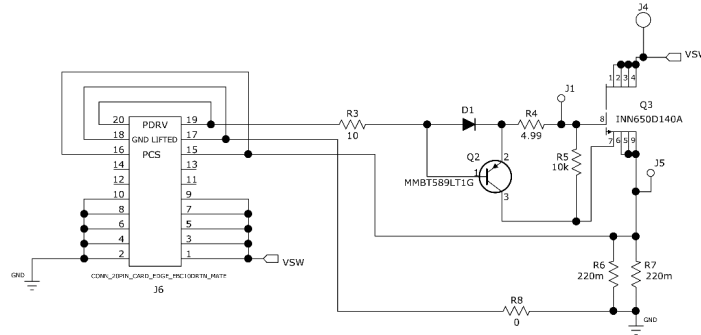 J4
VSW
1 2 3 4
Q3
INN650D140A
8
7 6 5 9
J1
J5
D1
R3
10
R4
4.99
R5
10k
Q2
MMBT589LT1G
1
2
3
20 PDRV 19
18 GND LIFTED 17
16 PCS 15
14 13
12 11
10 9
8 7
6 5
4 3
2 1
VSW
GND
CONN_20PIN_CARD_EDGE_EBC10DRTN_MATE
J6
R6
220m
R7
220m
R8
0
GND